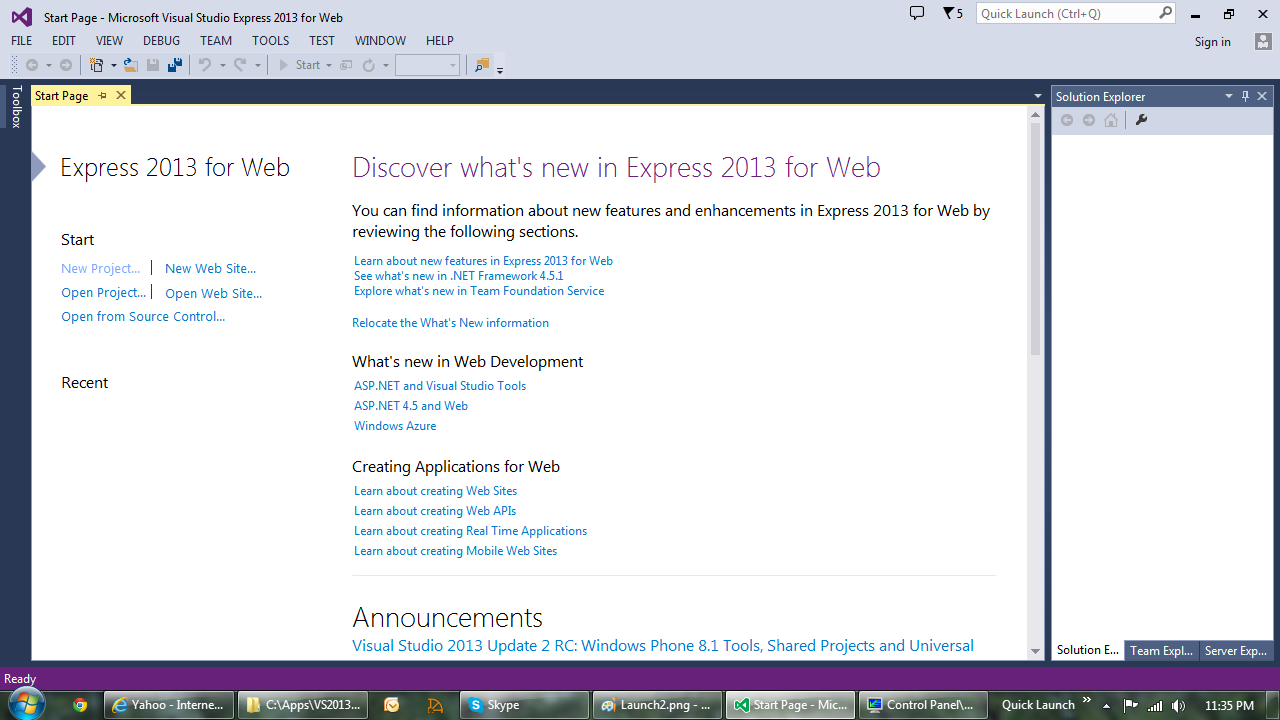 Start Page - Microsoft Visual Studio Express 2013 for Web
5
Quick Launch (Ctrl+Q)
FILE EDIT VIEW DEBUG TEAM TOOLS TEST WINDOW HELP
Sign in
Start
Toolbox
Start Page
Solution Explorer
Express 2013 for Web
Start
New Project...
New Web Site...
Open Project...
Open Web Site...
Open from Source Control...
Recent
Discover what's new in Express 2013 for Web
You can find information about new features and enhancements in Express 2013 for Web by
reviewing the following sections.
Learn about new features in Express 2013 for Web
See what's new in .NET Framework 4.5.1
Explore what's new in Team Foundation Service
Relocate the What's New information
What's new in Web Development
ASP.NET and Visual Studio Tools
ASP.NET 4.5 and Web
Windows Azure
Creating Applications for Web
Learn about creating Web Sites
Learn about creating Web APIs
Learn about creating Real Time Applications
Learn about creating Mobile Web Sites
Announcements
Visual Studio 2013 Update 2 RC: Windows Phone 8.1 Tools, Shared Projects and Universal
Solution E...
Team Expl...
Server Exp...
Ready
Yahoo - Interne...
C:\Apps\VS2013...
Skype
Launch2.png - ...
Start Page - Mic...
Control Panel\...
Quick Launch
11:35 PM